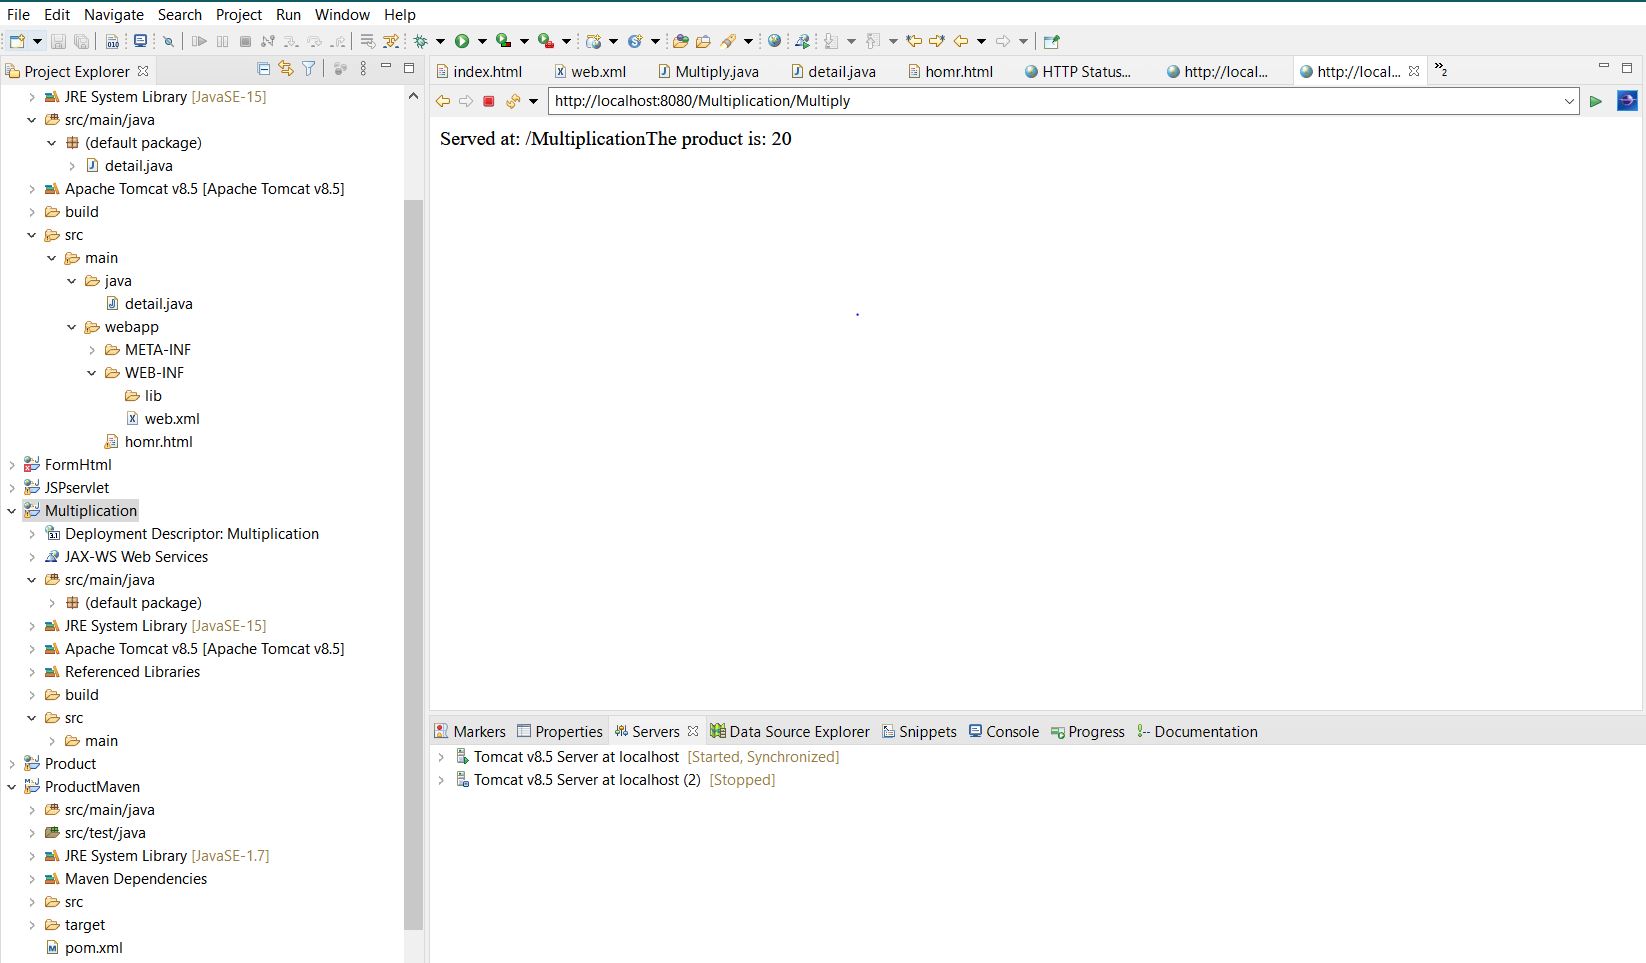 File Edit Navigate Search Project Run Window Help
Project Explorer
JRE System Library [JavaSE-15]
src/main/java
(default package)
detail.java
Apache Tomcat v8.5 [Apache Tomcat v8.5]
build
src
main
java
detail.java
webapp
META-INF
WEB-INF
lib
web.xml
homr.html
FormHtml
JSPservlet
Multiplication
Deployment Descriptor: Multiplication
JAX-WS Web Services
src/main/java
(default package)
JRE System Library [JavaSE-15]
Apache Tomcat v8.5 [Apache Tomcat v8.5]
Referenced Libraries
build
src
main
Product
ProductMaven
src/main/java
src/test/java
JRE System Library [JavaSE-1.7]
Maven Dependencies
src
target
pom.xml
index.html web.xml Multiply.java detail.java homr.html HTTP Status... http://local... http://local... »2
http://localhost:8080/Multiplication/Multiply
Served at: /MultiplicationThe product is: 20
Markers Properties Servers Data Source Explorer Snippets Console Progress Documentation
Tomcat v8.5 Server at localhost [Started, Synchronized]
Tomcat v8.5 Server at localhost (2) [Stopped]